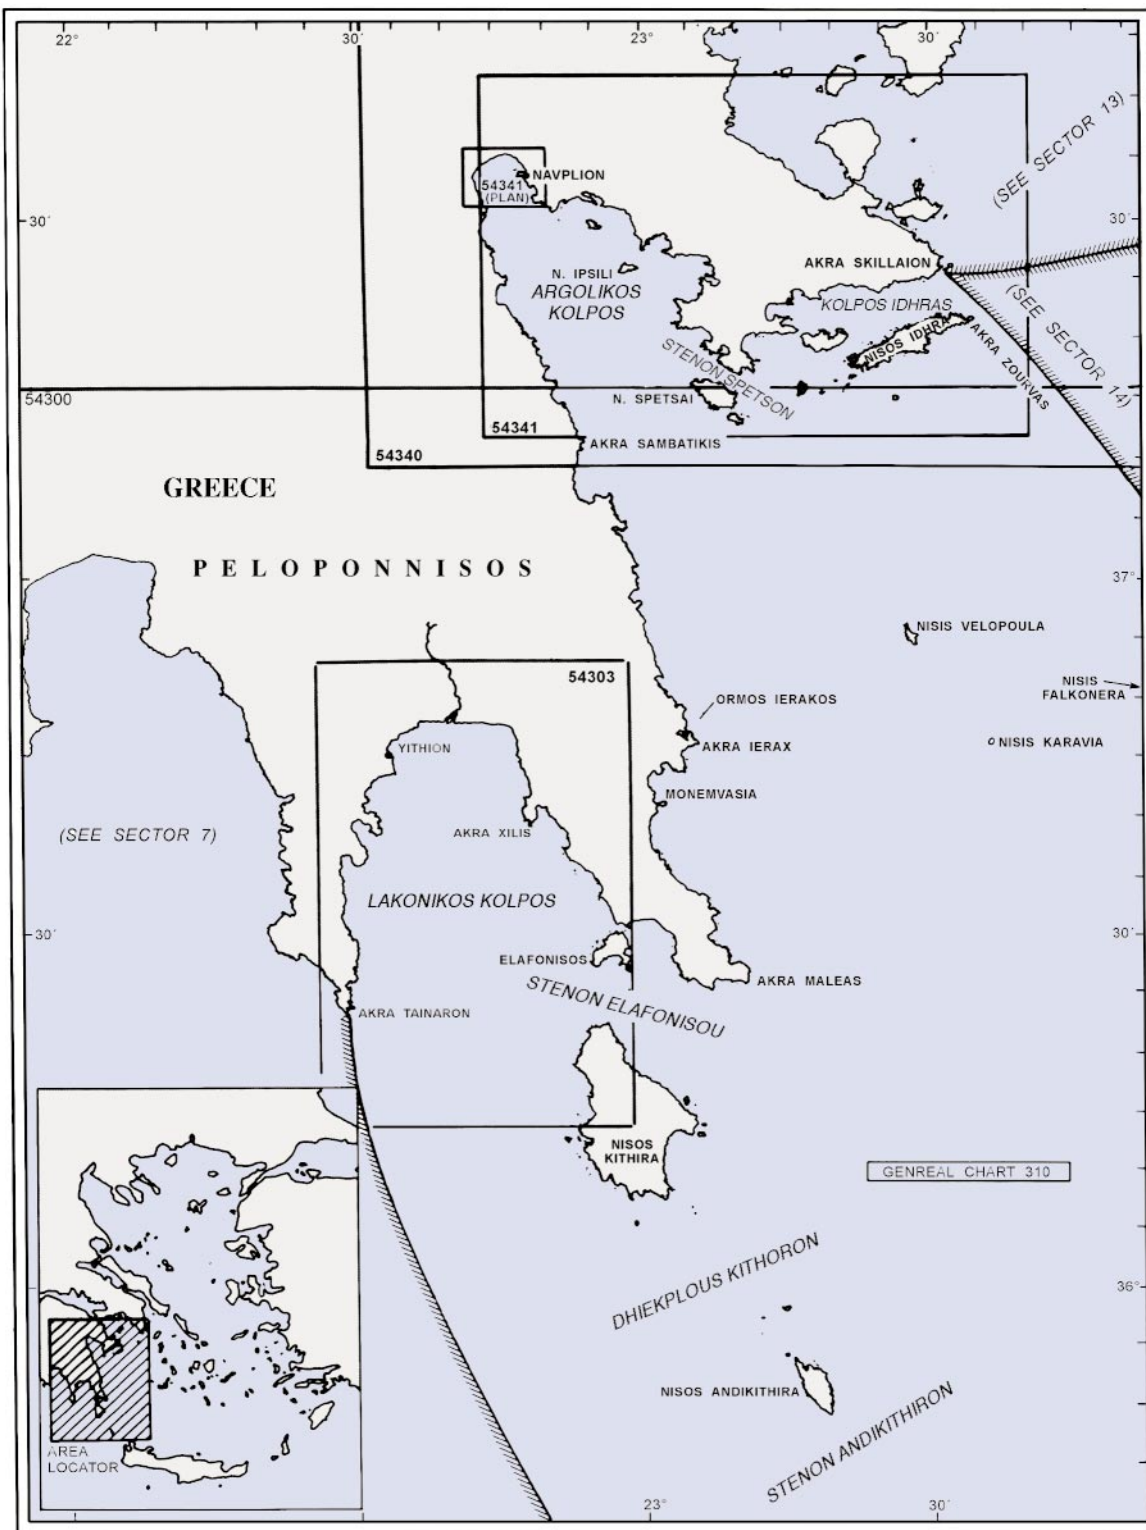 22°
30´
23°
30´
(SEE SECTOR 13)
NAVPLION
54341
(PLAN)
30´
30´
AKRA SKILLAION
N. IPSILI
ARGOLIKOS
KOLPOS
KOLPOS IDHRAS
(SEE SECTOR 14)
NISOS IDHRA
AKRA ZOURVAS
STENON SPETSON
54300
N. SPETSAI
54341
AKRA SAMBATIKIS
54340
GREECE
PELOPONNISOS
37°
NISIS VELOPOULA
54303
NISIS
FALKONERA
ORMOS IERAKOS
YITHION
AKRA IERAX
NISIS KARAVIA
MONEMVASIA
(SEE SECTOR 7)
AKRA XILIS
LAKONIKOS KOLPOS
30´
30´
ELAFONISOS
AKRA MALEAS
STENON ELAFONISOU
AKRA TAINARON
NISOS
KITHIRA
GENREAL CHART 310
DHIEKPLOUS KITHORON
36°
NISOS ANDIKITHIRA
STENON ANDIKITHIRON
AREA
LOCATOR
23°
30´